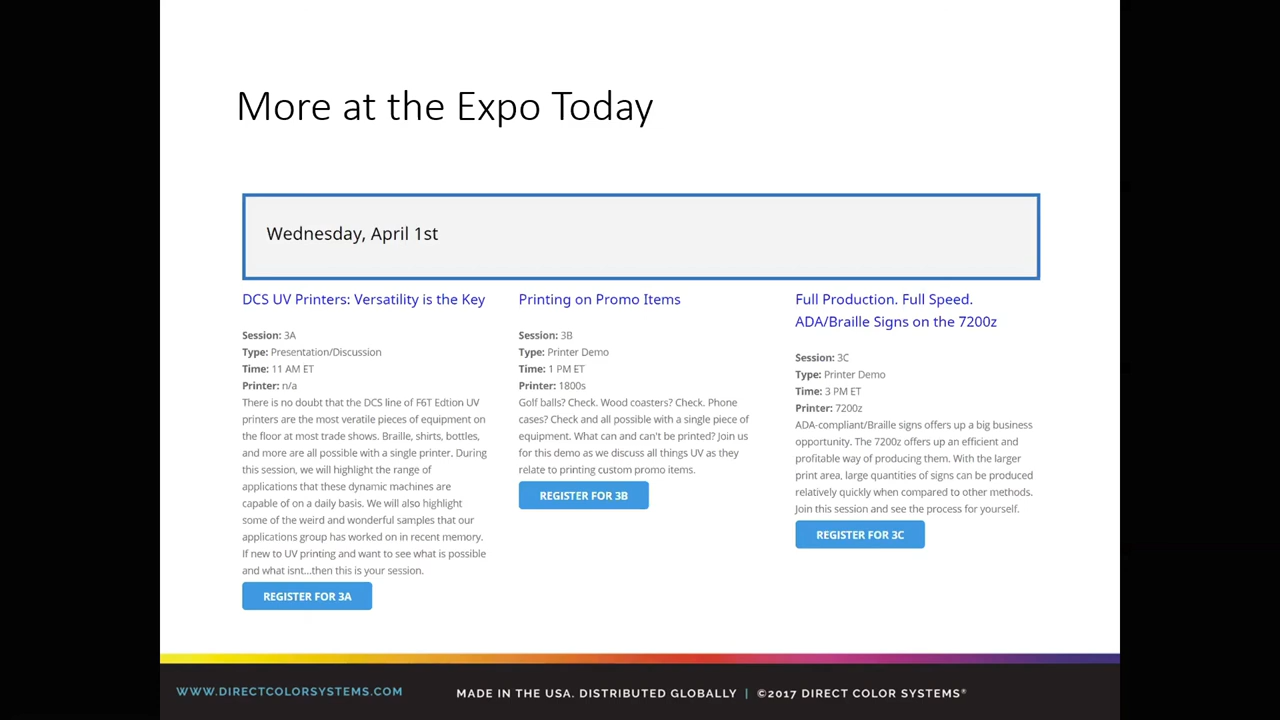 More at the Expo Today
Wednesday, April 1st
DCS UV Printers: Versatility is the Key
Session: 3A
Type: Presentation/Discussion
Time: 11 AM ET
Printer: n/a
There is no doubt that the DCS line of F6T Edtion UV
printers are the most veratile pieces of equipment on
the floor at most trade shows. Braille, shirts, bottles,
and more are all possible with a single printer. During
this session, we will highlight the range of
applications that these dynamic machines are
capable of on a daily basis. We will also highlight
some of the weird and wonderful samples that our
applications group has worked on in recent memory.
If new to UV printing and want to see what is possible
and what isnt...then this is your session.
REGISTER FOR 3A
Printing on Promo Items
Session: 3B
Type: Printer Demo
Time: 1 PM ET
Printer: 1800s
Golf balls? Check. Wood coasters? Check. Phone
cases? Check and all possible with a single piece of
equipment. What can and can't be printed? Join us
for this demo as we discuss all things UV as they
relate to printing custom promo items.
REGISTER FOR 3B
Full Production. Full Speed.
ADA/Braille Signs on the 7200z
Session: 3C
Type: Printer Demo
Time: 3 PM ET
Printer: 7200z
ADA-compliant/Braille signs offers up a big business
opportunity. The 7200z offers up an efficient and
profitable way of producing them. With the larger
print area, large quantities of signs can be produced
relatively quickly when compared to other methods.
Join this session and see the process for yourself.
REGISTER FOR 3C
WWW.DIRECTCOLORSYSTEMS.COM
MADE IN THE USA. DISTRIBUTED GLOBALLY | ©2017 DIRECT COLOR SYSTEMS®